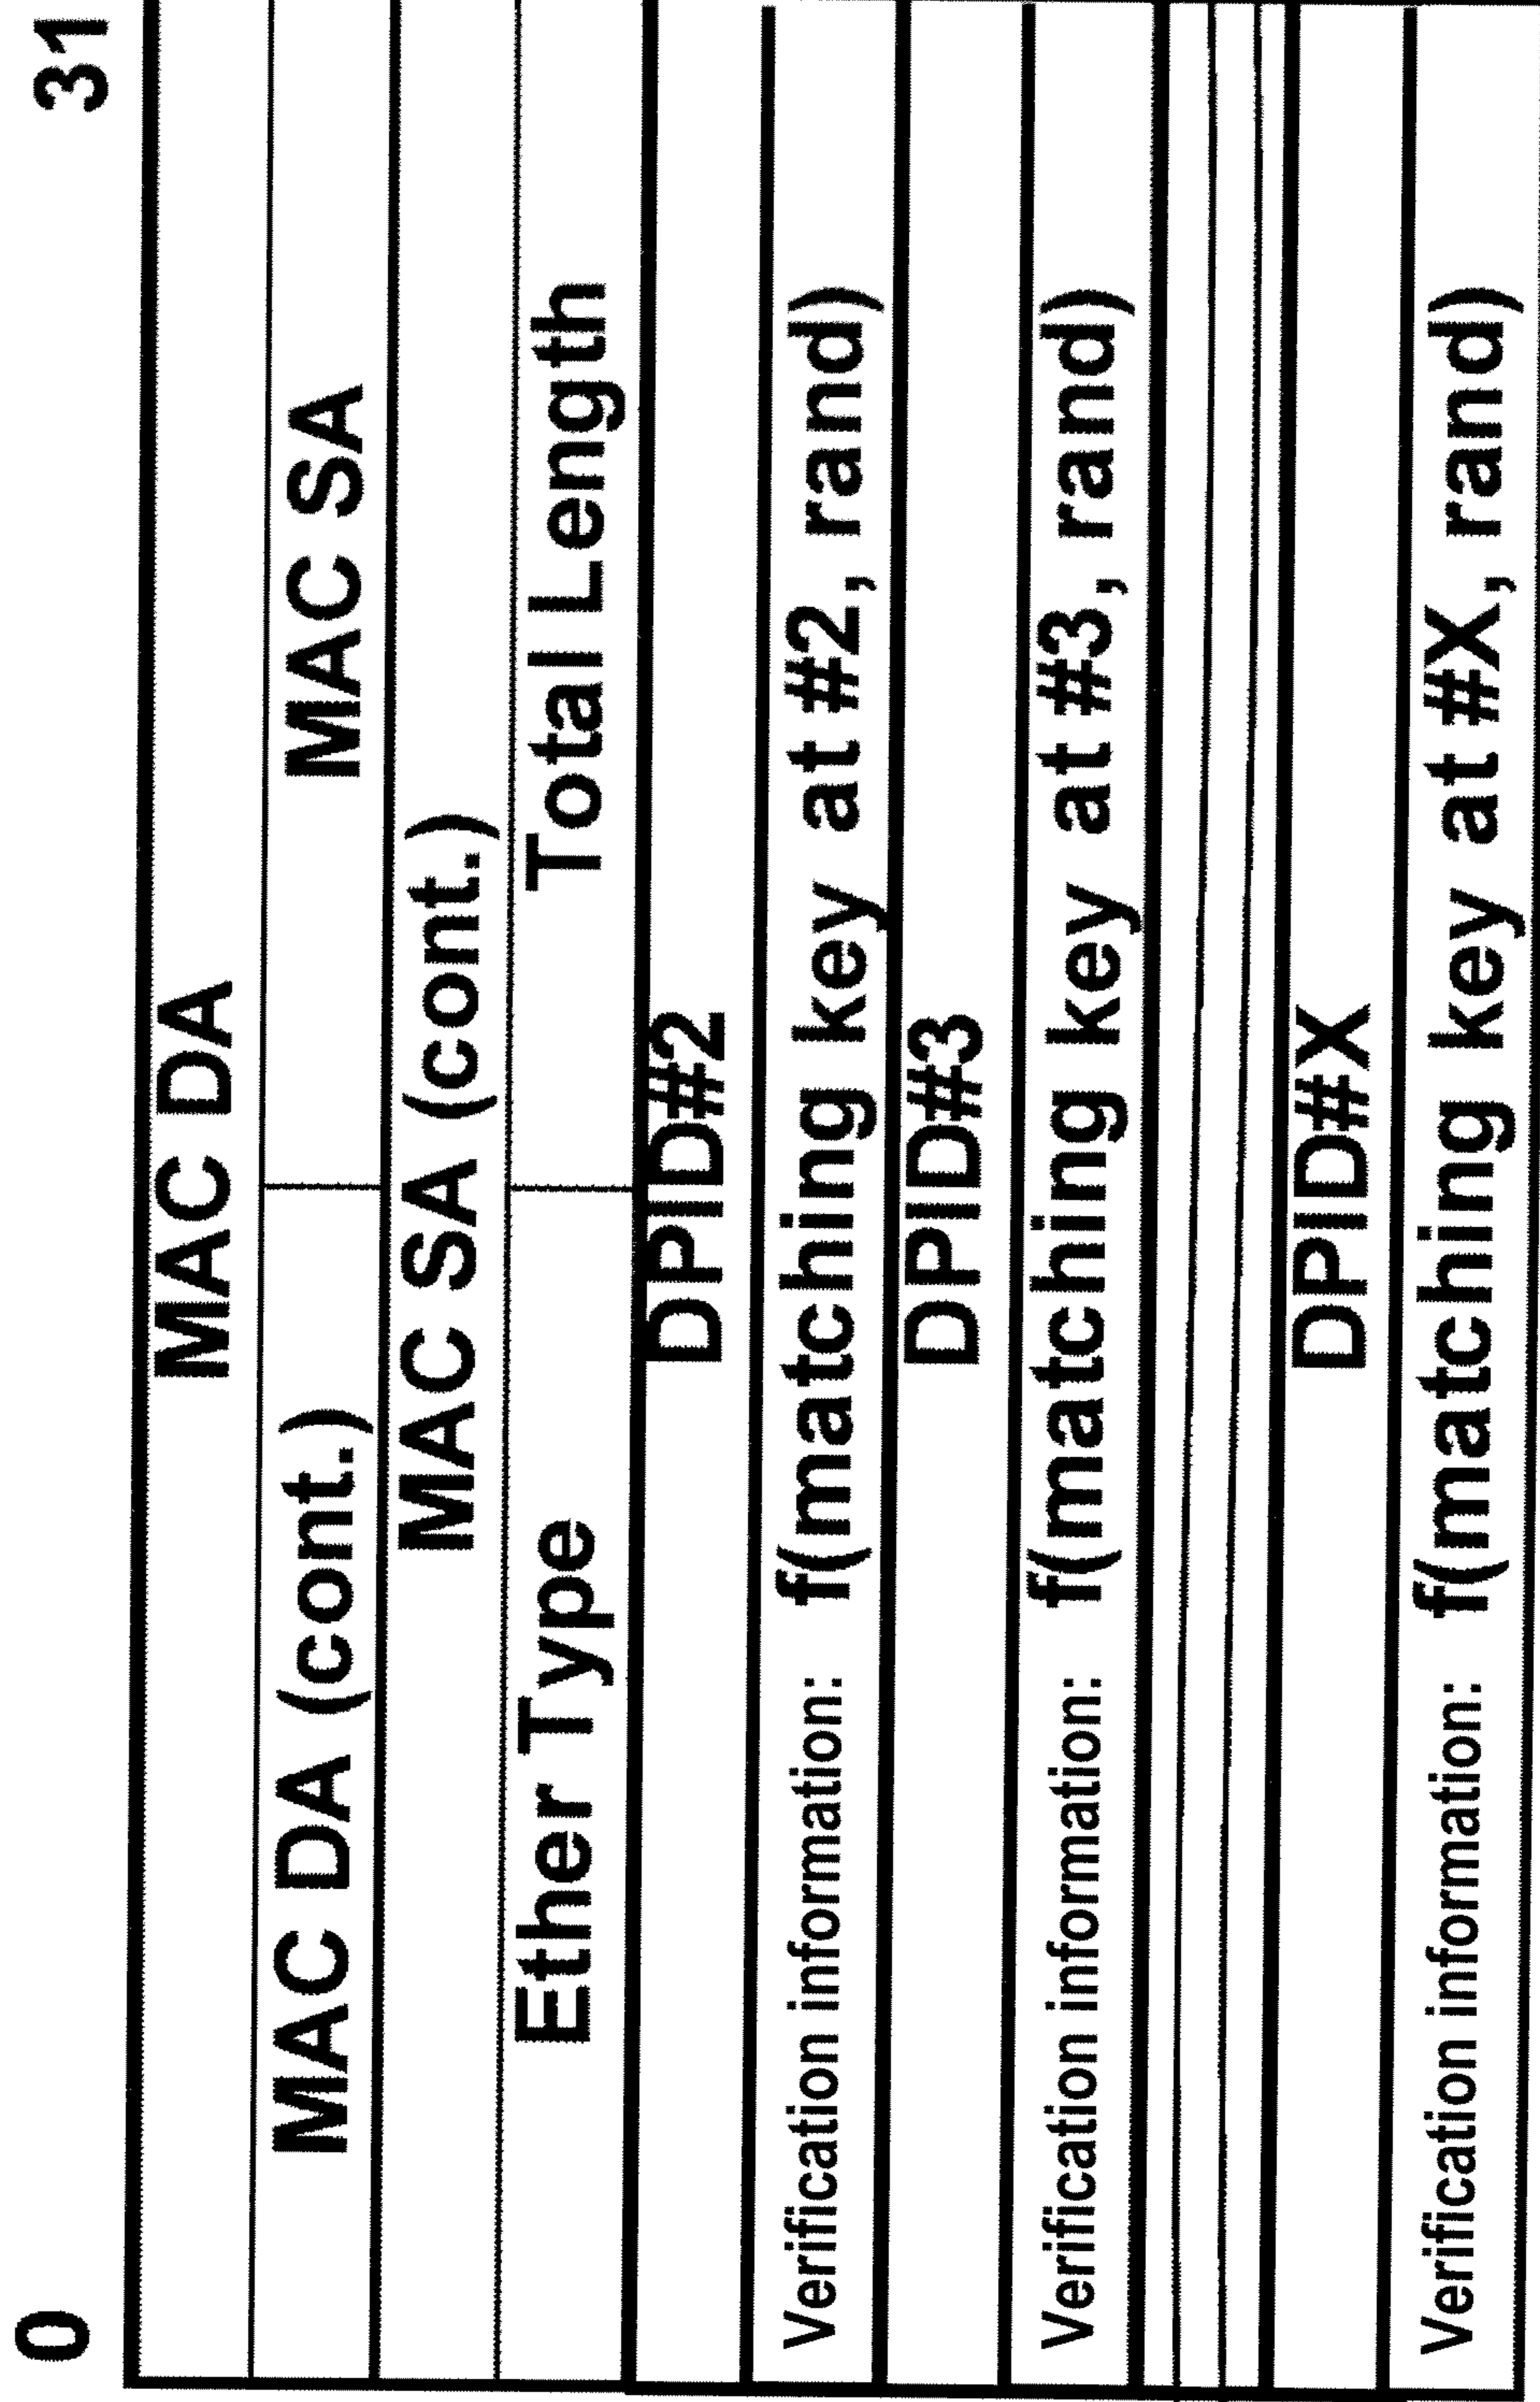 0 31
MAC DA
MAC DA (cont.) MAC SA
MAC SA (cont.)
Ether Type Total Length
DPID#2
Verification information: f(matching key at #2, rand)
DPID#3
Verification information: f(matching key at #3, rand)
DPID#X
Verification information: f(matching key at #X, rand)